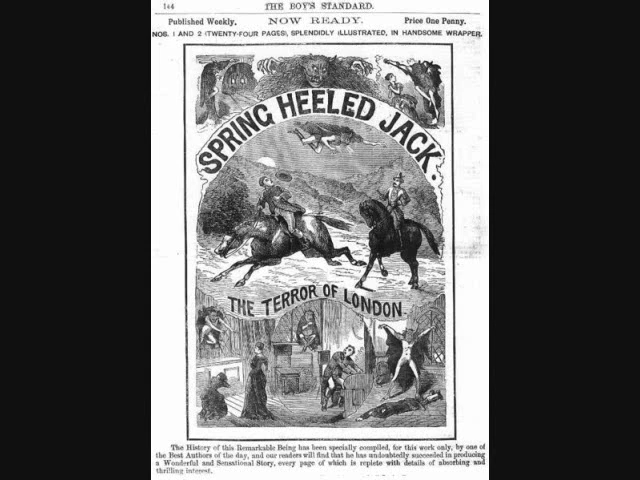 144 THE BOY'S STANDARD.
Published Weekly. NOW READY. Price One Penny.
NOS. 1 AND 2 (TWENTY-FOUR PAGES), SPLENDIDLY ILLUSTRATED, IN HANDSOME WRAPPER.
SPRING HEELED JACK.
THE TERROR OF LONDON
The History of this Remarkable Being has been specially compiled, for this work only, by one of
the Best Authors of the day, and our readers will find that he has undoubtedly succeeded in producing
a Wonderful and Sensational Story, every page of which is replete with details of absorbing and
thrilling interest.